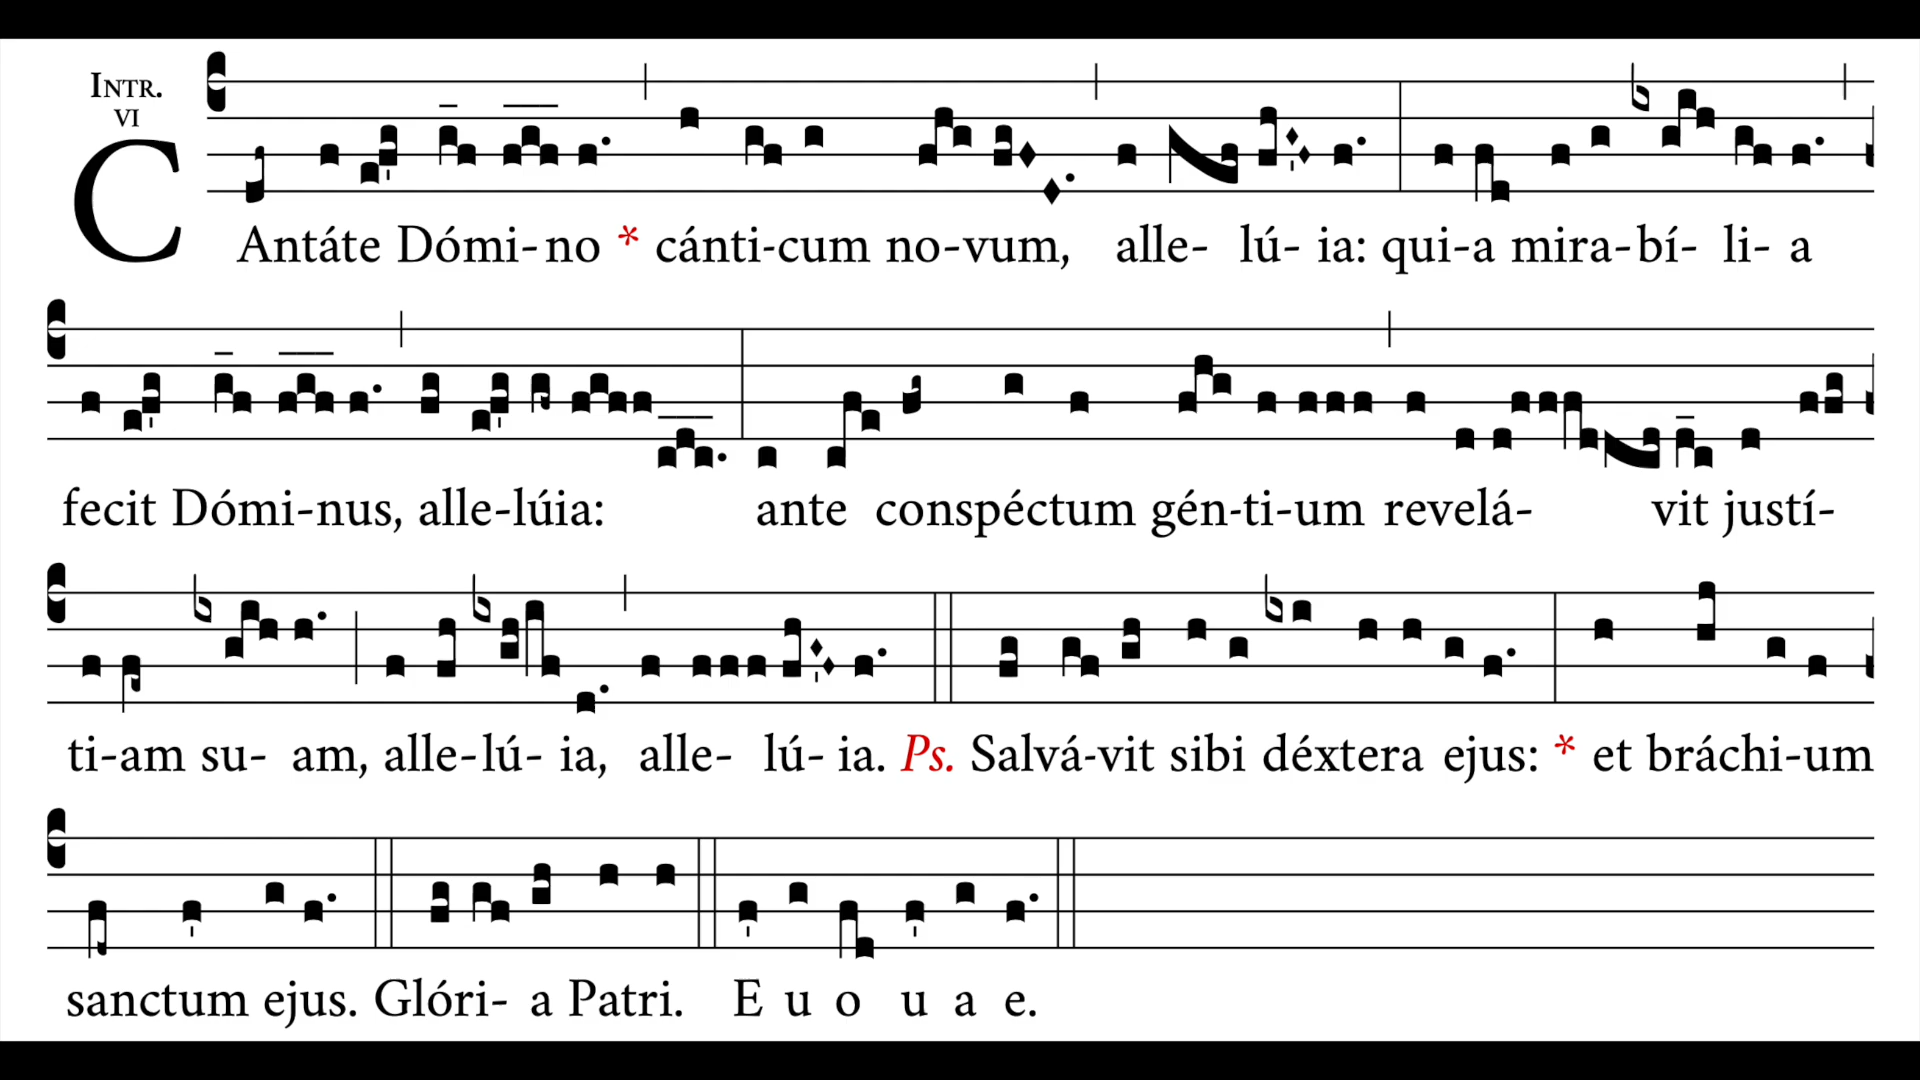 INTR.
VI
CAntáte Dómi-no * cánti-cum no-vum, alle- lú- ia: qui-a mira-bí- li- a
fecit Dómi-nus, alle-lúia: ante conspéctum gén-ti-um revelá- vit justí-
ti-am su- am, alle-lú- ia, alle- lú- ia. Ps. Salvá-vit sibi déxtera ejus: * et bráchi-um
sanctum ejus. Glóri- a Patri. E u o u a e.